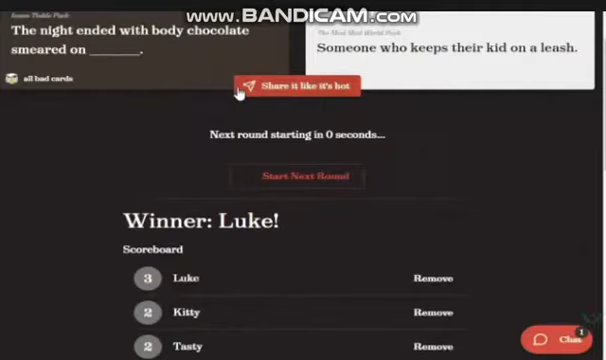 www.BANDICAM.com
The night ended with body chocolate
smeared on ________.
all bad cards
Someone who keeps their kid on a leash.
Share it like it's hot
Next round starting in 0 seconds...
Start Next Round
Winner: Luke!
Scoreboard
3 Luke Remove
2 Kitty Remove
2 Tasty Remove
Chat 1